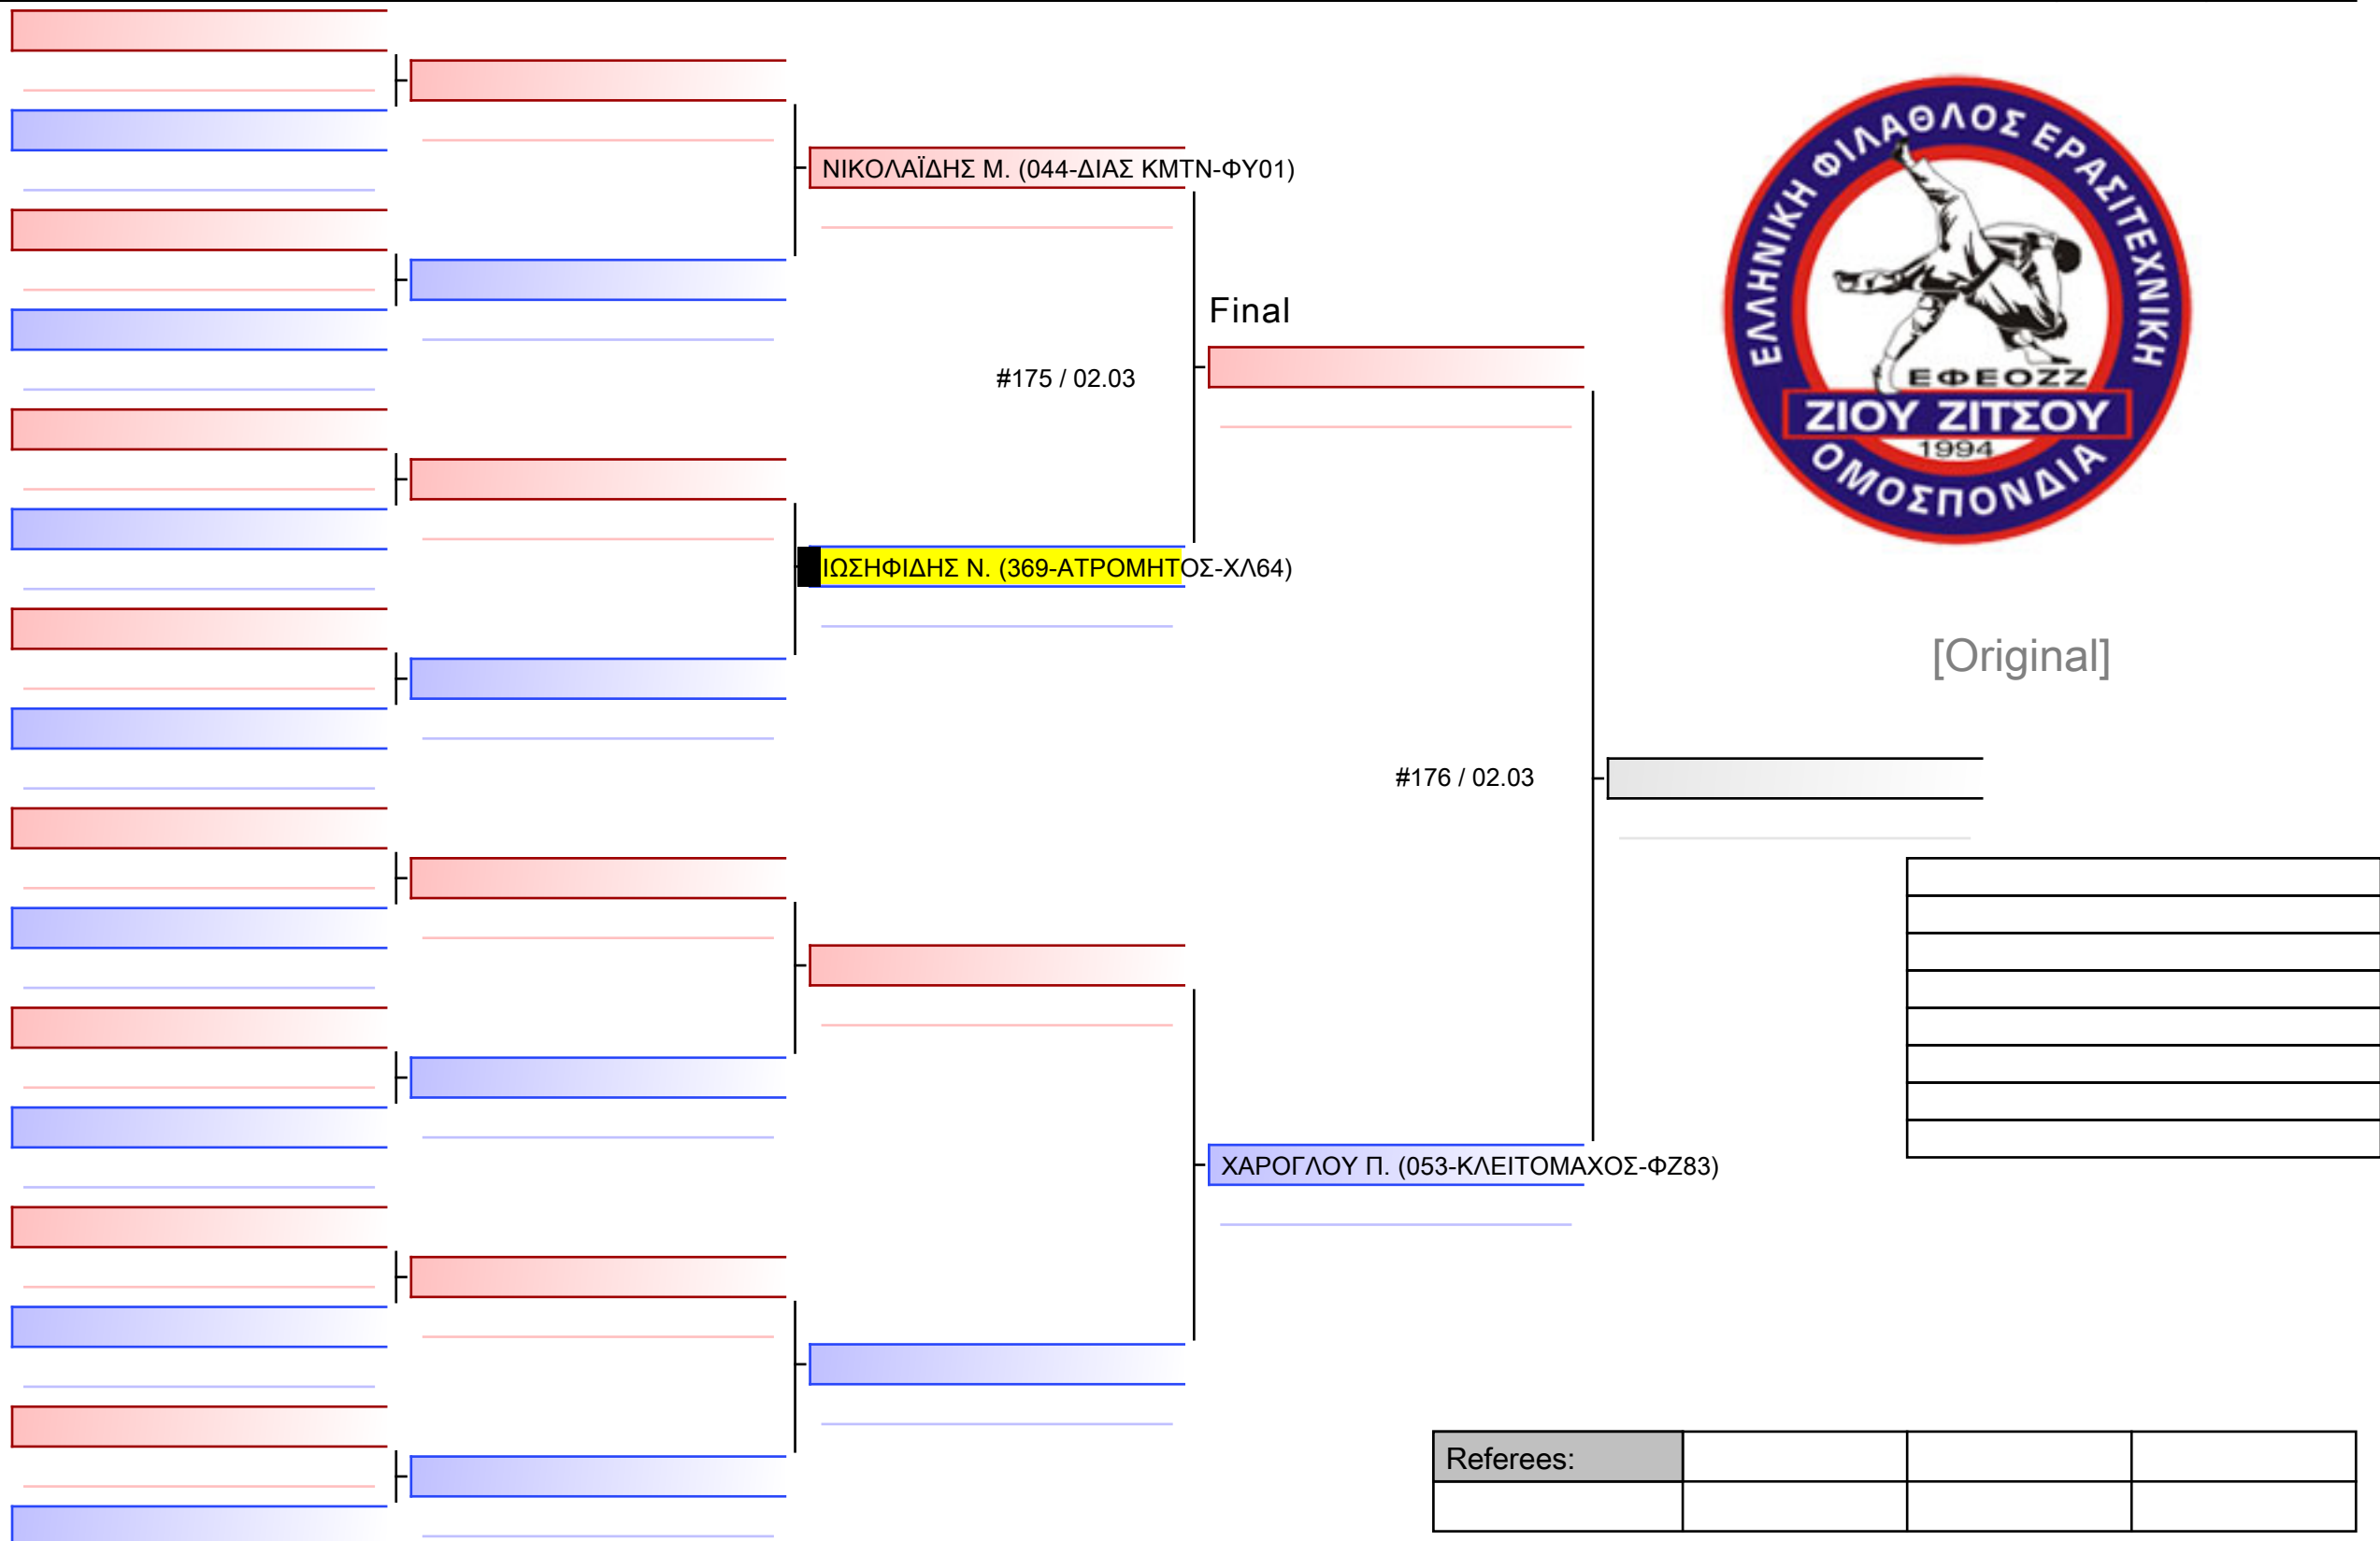 ΝΙΚΟΛΑΪΔΗΣ Μ. (044-ΔΙΑΣ ΚΜΤΝ-ΦΥ01)
ΕΛΛΗΝΙΚΗ ΦΙΛΑΘΛΟΣ ΕΡΑΣΙΤΕΧΝΙΚΗ
Final
#175 / 02.03
ΕΦΕΟΖΖ
ΖΙΟΥ ΖΙΤΣΟΥ
1994
ΟΜΟΣΠΟΝΔΙΑ
ΙΩΣΗΦΙΔΗΣ Ν. (369-ΑΤΡΟΜΗΤΟΣ-ΧΛ64)
[Original]
#176 / 02.03
ΧΑΡΟΓΛΟΥ Π. (053-ΚΛΕΙΤΟΜΑΧΟΣ-ΦΖ83)
Referees: